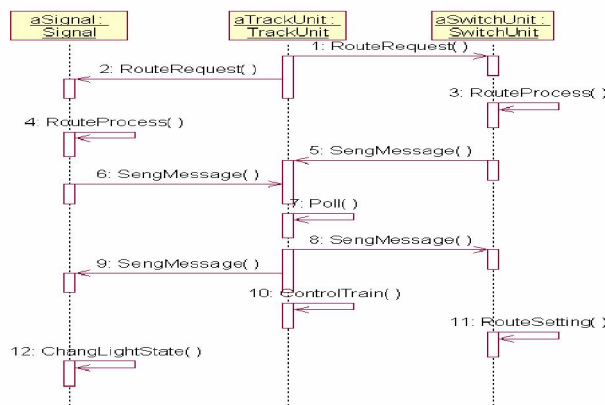 aSignal :
Signal
aTrackUnit :
TrackUnit
aSwitchUnit :
SwitchUnit
1: RouteRequest( )
2: RouteRequest( )
3: RouteProcess( )
4: RouteProcess( )
5: SengMessage( )
6: SengMessage( )
7: Poll( )
8: SengMessage( )
9: SengMessage( )
10: ControlTrain( )
11: RouteSetting( )
12: ChangLightState( )